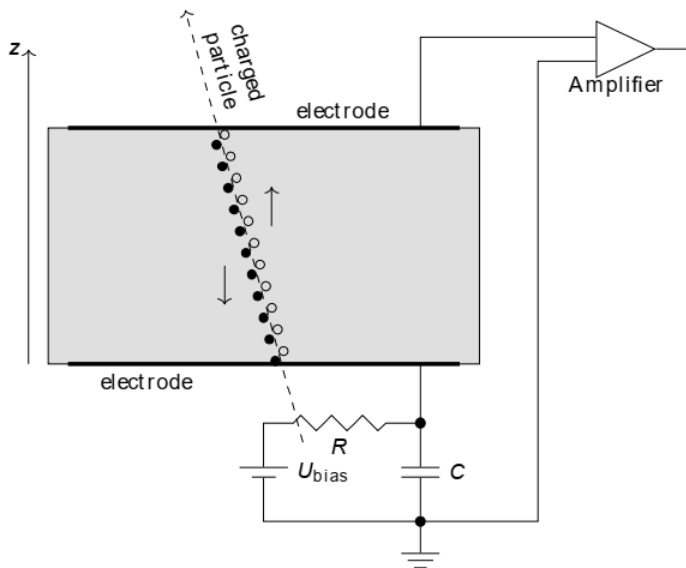 z
charged
particle
electrode
Amplifier
electrode
R
U_bias
C